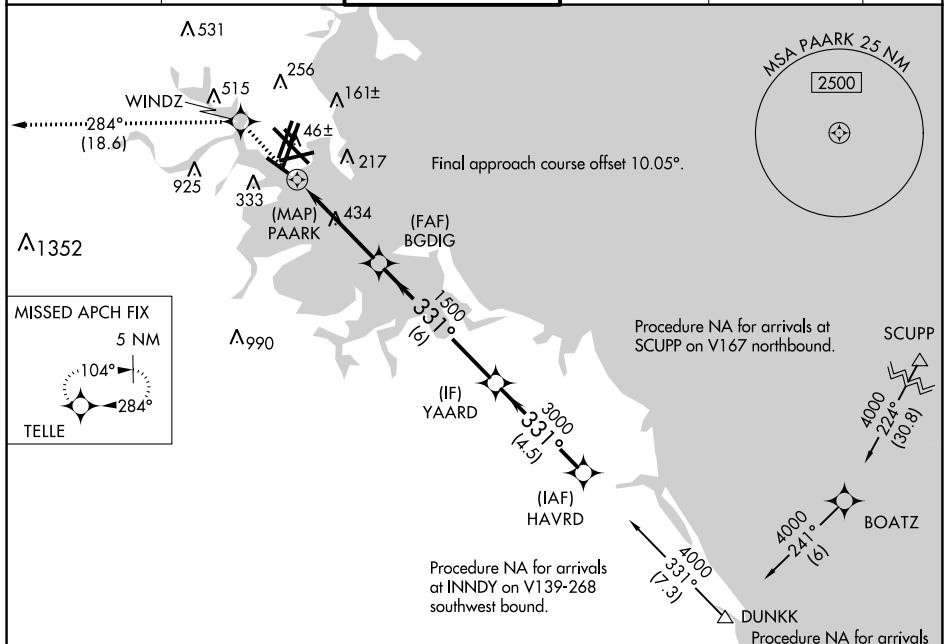 531
256
515
161±
WINDZ
46±
284°
(18.6)
217
925
333
(MAP)
PAARK
434
(FAF)
BGDIG
1352
Final approach course offset 10.05°.
MSA PAARK 25 NM
2500
MISSED APCH FIX
5 NM
104°
284°
TELLE
990
1500
331°
(6)
(IF)
YAARD
3000
331°
(4.5)
(IAF)
HAVRD
Procedure NA for arrivals at
SCUPP on V167 northbound.
SCUPP
4000
224°
(30.8)
BOATZ
4000
241°
(6)
Procedure NA for arrivals
at INNDY on V139-268
southwest bound.
4000
331°
(7.3)
DUNKK
Procedure NA for arrivals